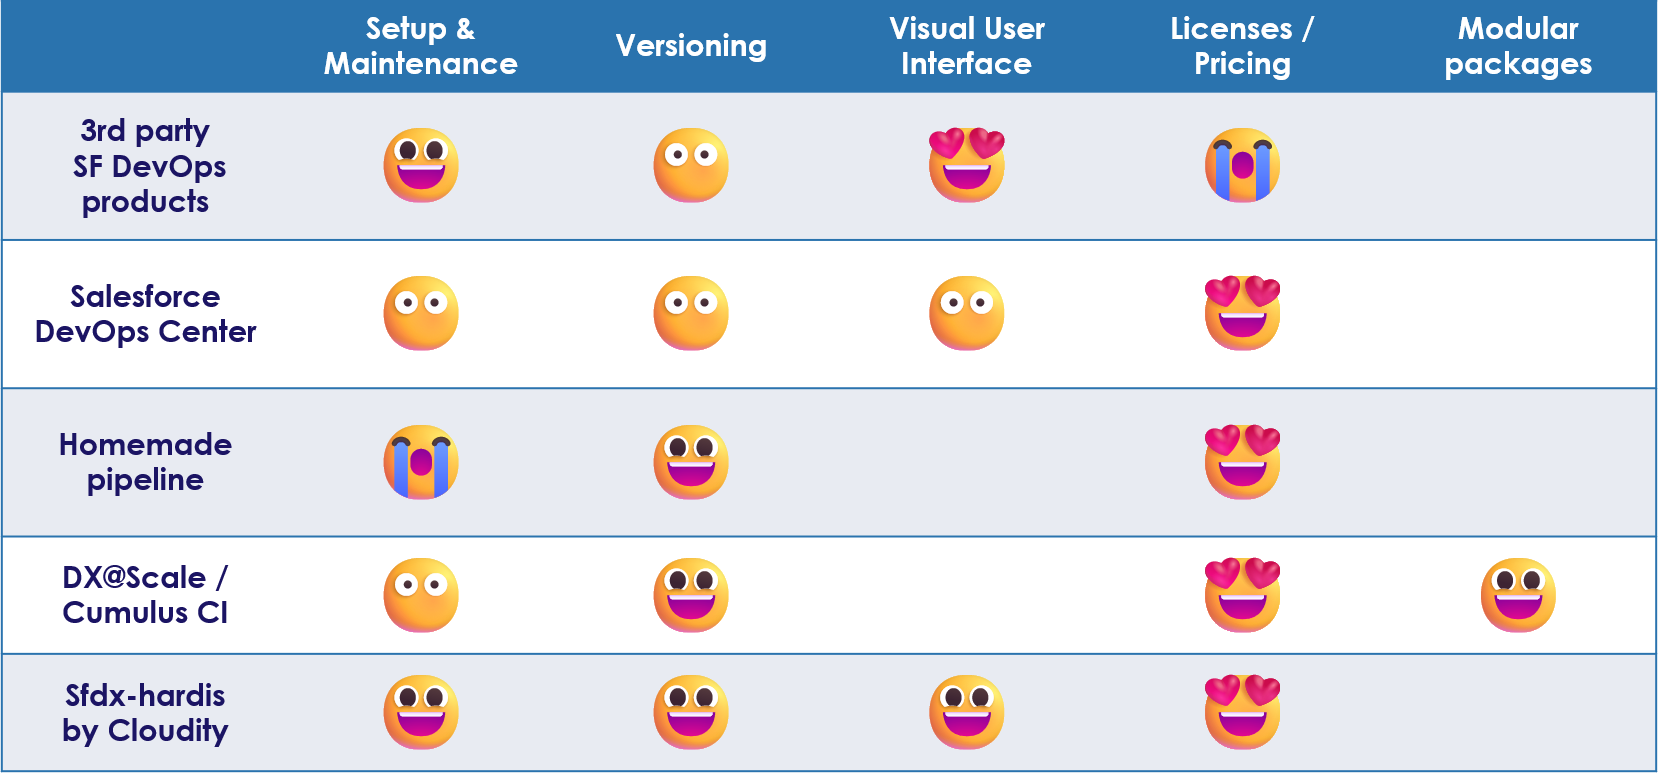 Setup &
Maintenance
Versioning
Visual User
Interface
Licenses /
Pricing
Modular
packages
3rd party
SF DevOps
products
Salesforce
DevOps Center
Homemade
pipeline
DX@Scale /
Cumulus CI
Sfdx-hardis
by Cloudity